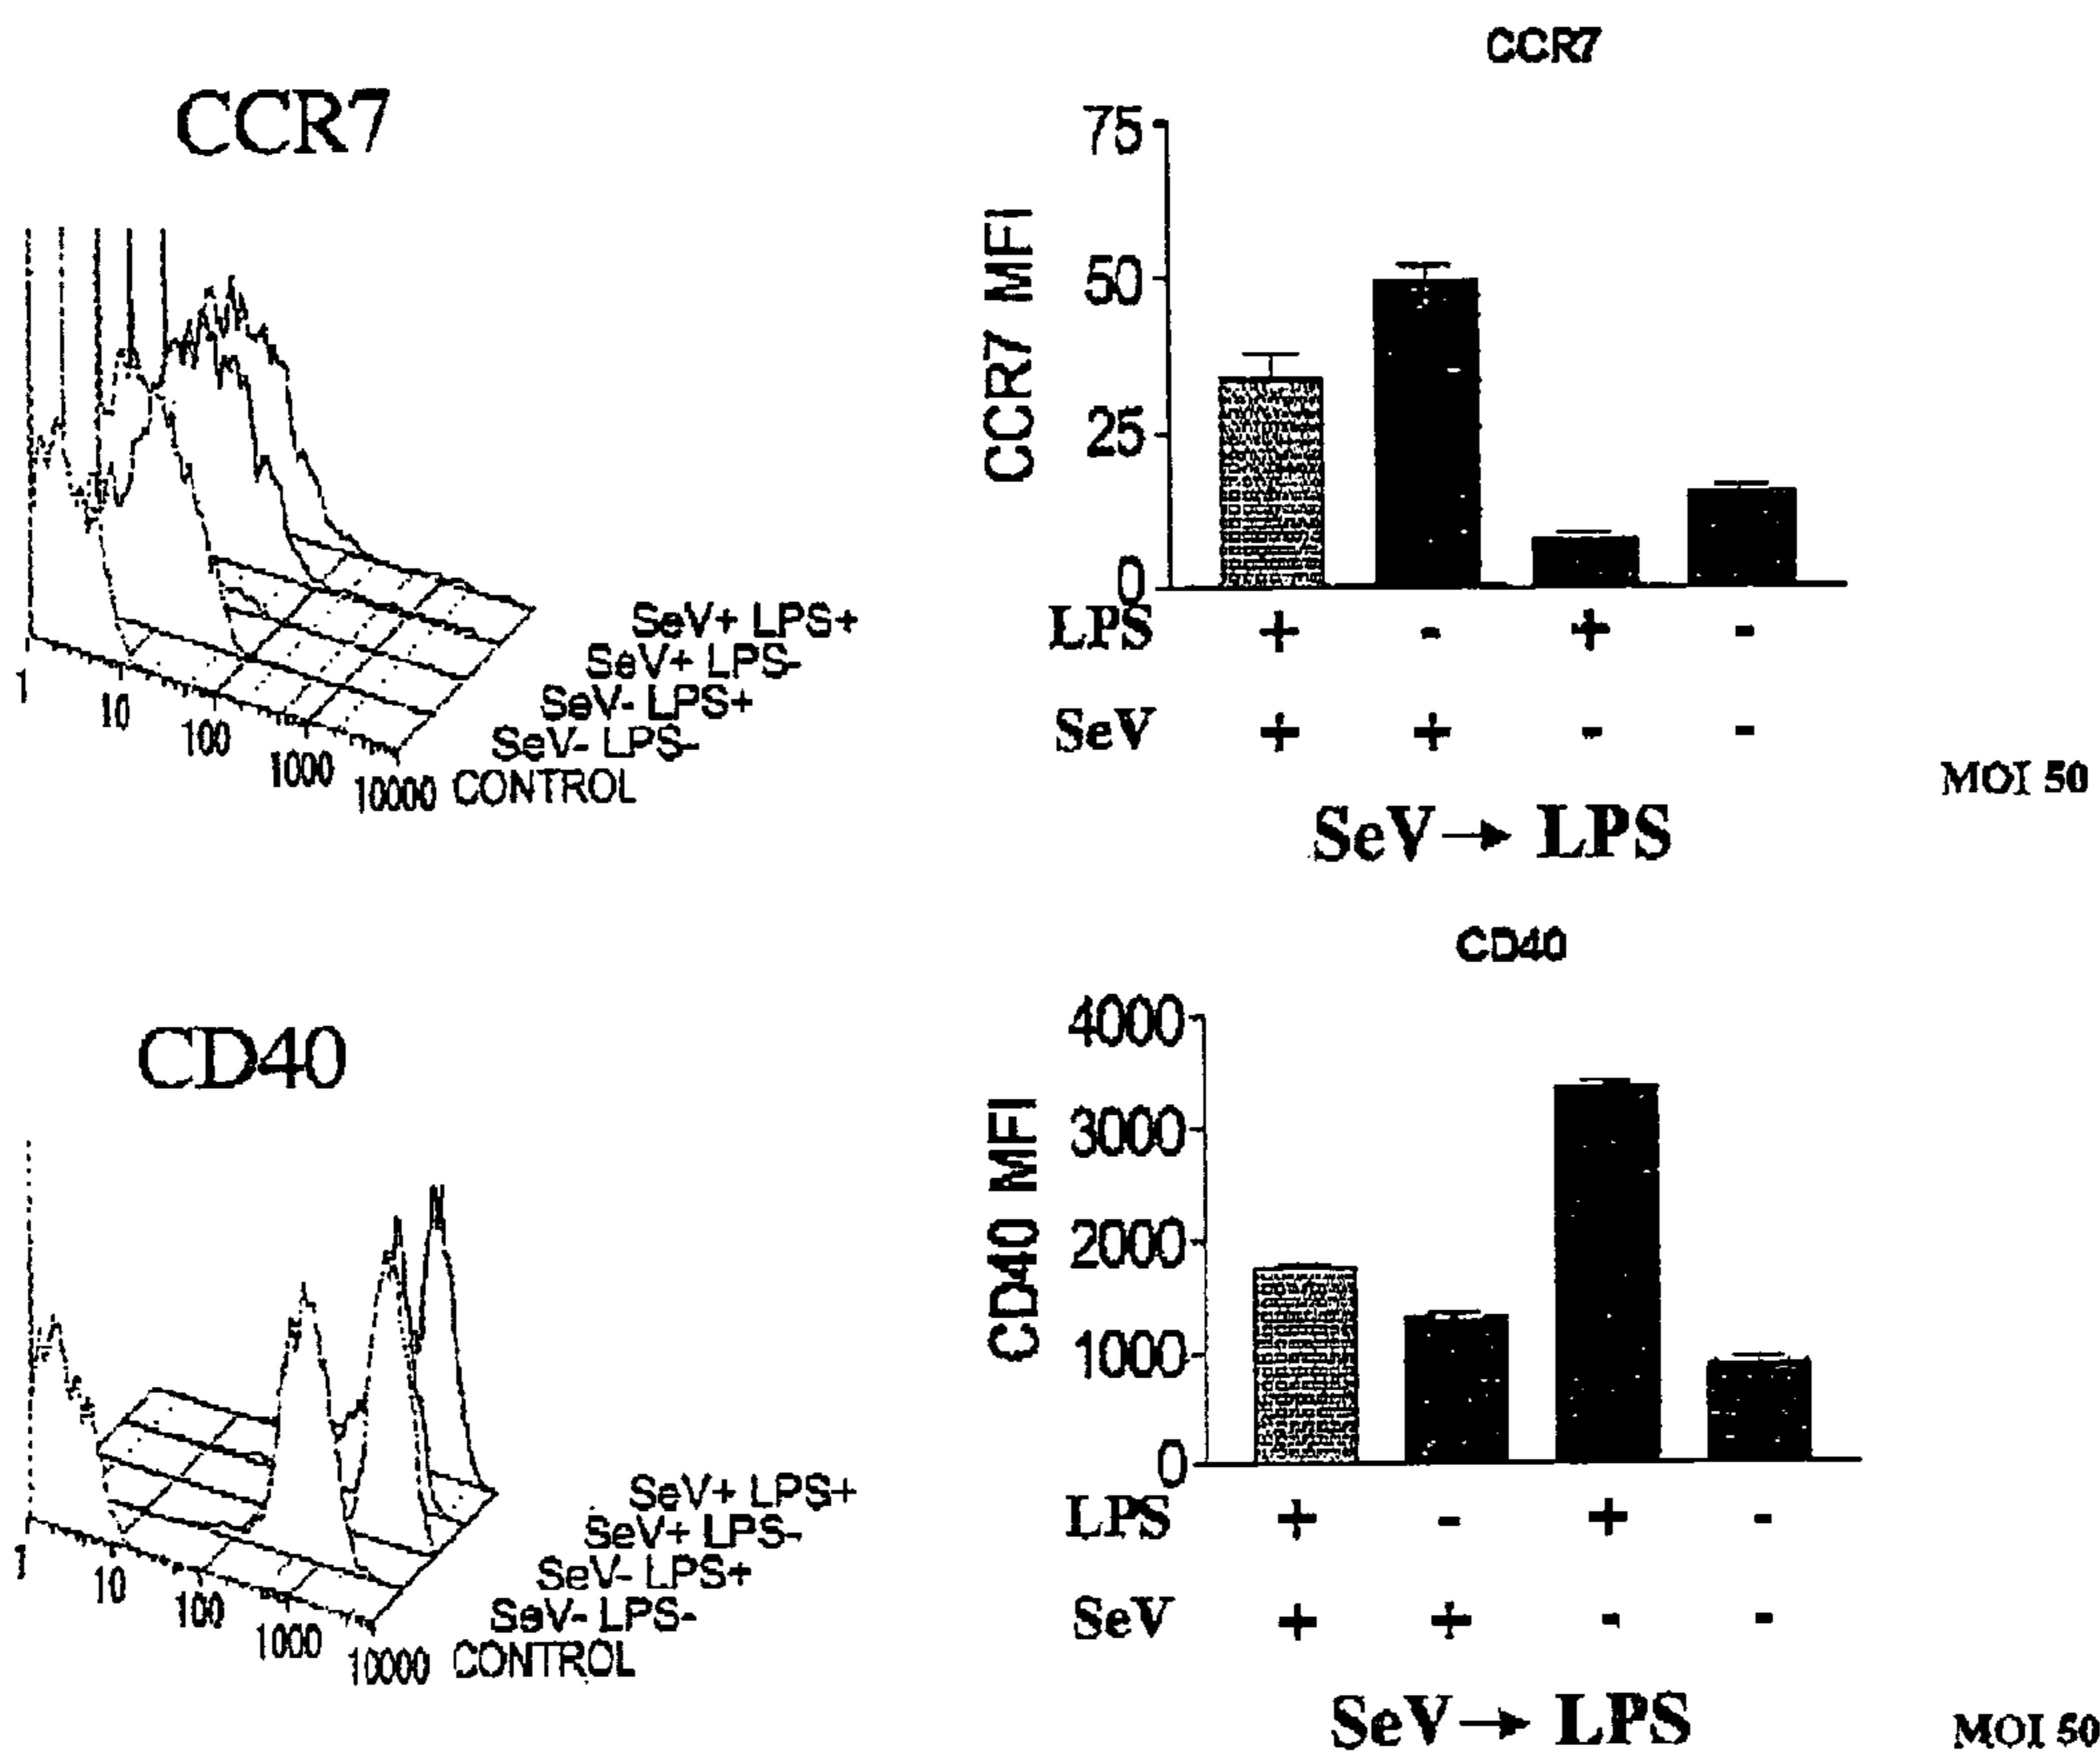 CCR7
1
10
100
1000
10000
SeV+ LPS+
SeV+ LPS-
SeV- LPS+
SeV- LPS-
CONTROL
CCR7
CCR7 MFI
75
50
25
0
LPS + - + -
SeV + + - -
MOI 50
SeV→ LPS
CD40
1
10
100
1000
10000
SeV+ LPS+
SeV+ LPS-
SeV- LPS+
SeV- LPS-
CONTROL
CD40
CD40 MFI
4000
3000
2000
1000
0
LPS + - + -
SeV + + - -
SeV→ LPS
MOI 50